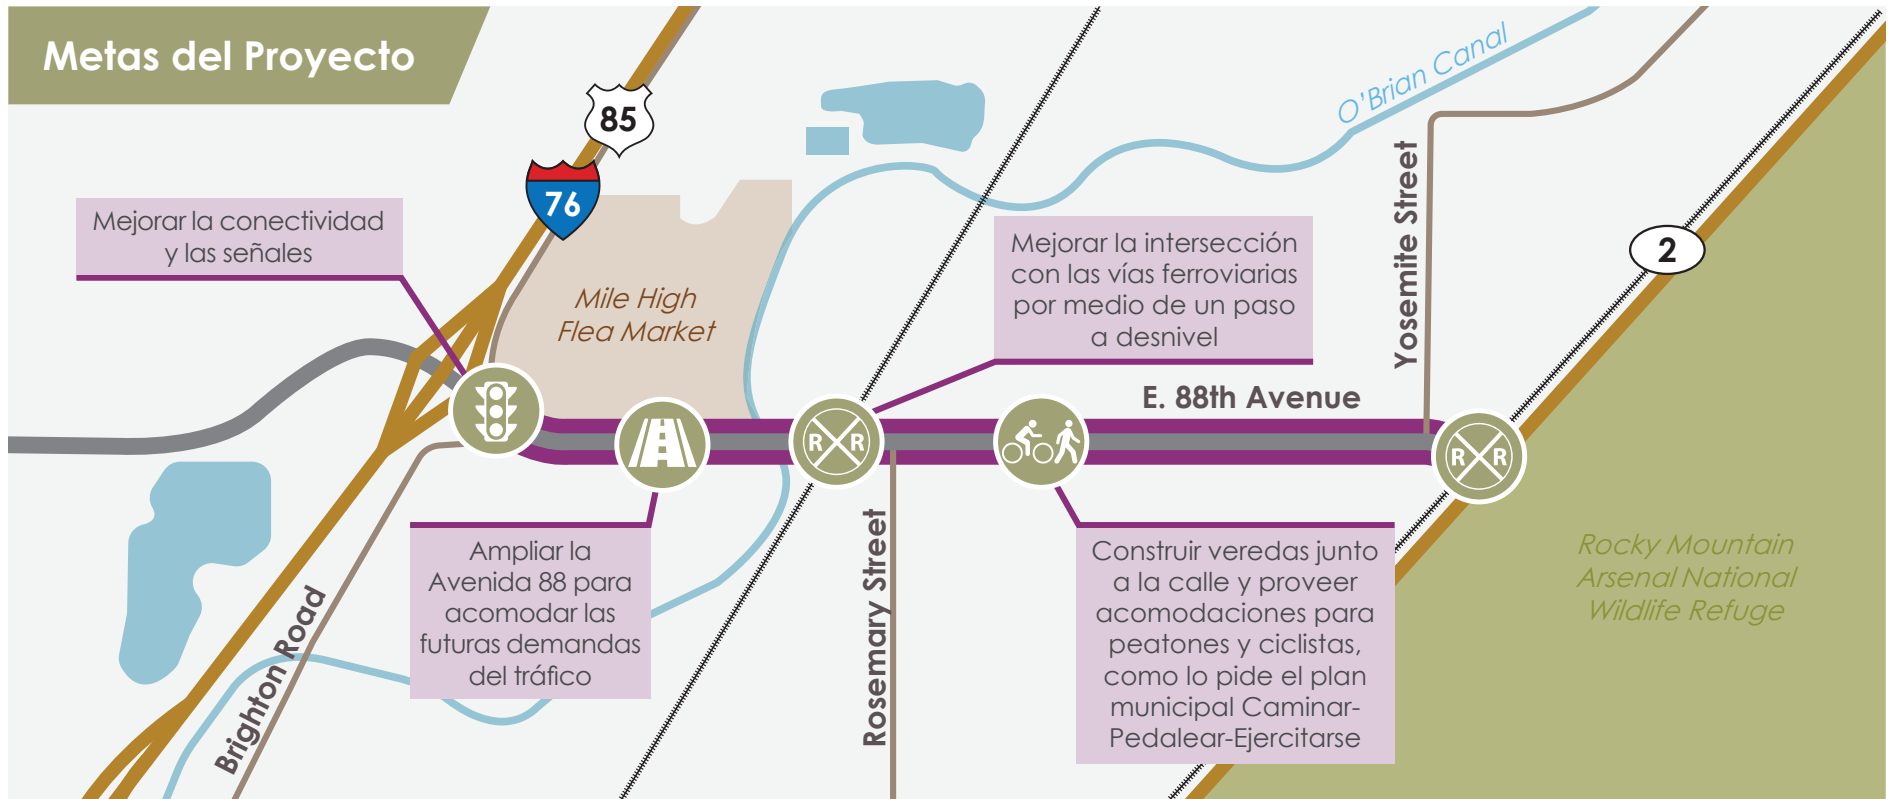 Metas del Proyecto
85
76
O'Brian Canal
Mejorar la conectividad
y las señales
Mile High
Flea Market
Mejorar la intersección
con las vías ferroviarias
por medio de un paso
a desnivel
Yosemite Street
2
E. 88th Avenue
R R
R R
Ampliar la
Avenida 88 para
acomodar las
futuras demandas
del tráfico
Rosemary Street
Construir veredas junto
a la calle y proveer
acomodaciones para
peatones y ciclistas,
como lo pide el plan
municipal Caminar-
Pedalear-Ejercitarse
Rocky Mountain
Arsenal National
Wildlife Refuge
Brighton Road